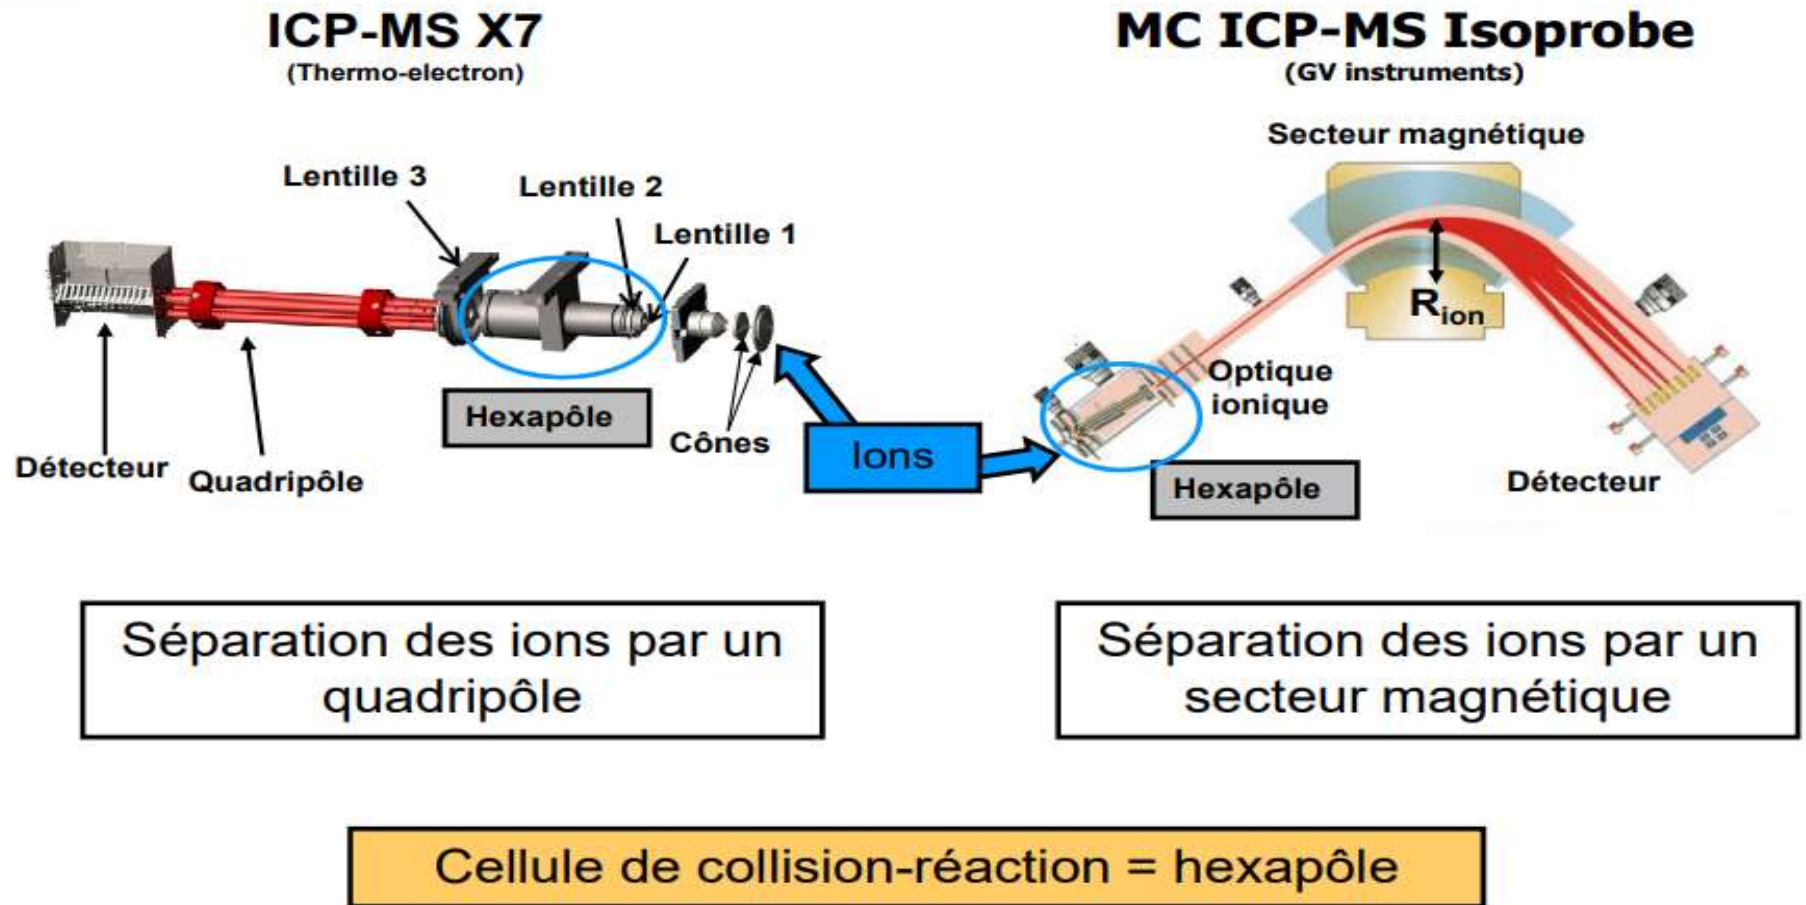 ICP-MS X7
(Thermo-electron)
Lentille 3
Lentille 2
Lentille 1
Hexapôle
Cônes
Détecteur
Quadripôle
Ions
MC ICP-MS Isoprobe
(GV instruments)
Secteur magnétique
Rion
Optique
ionique
Hexapôle
Détecteur
Séparation des ions par un
quadripôle
Séparation des ions par un
secteur magnétique
Cellule de collision-réaction = hexapôle